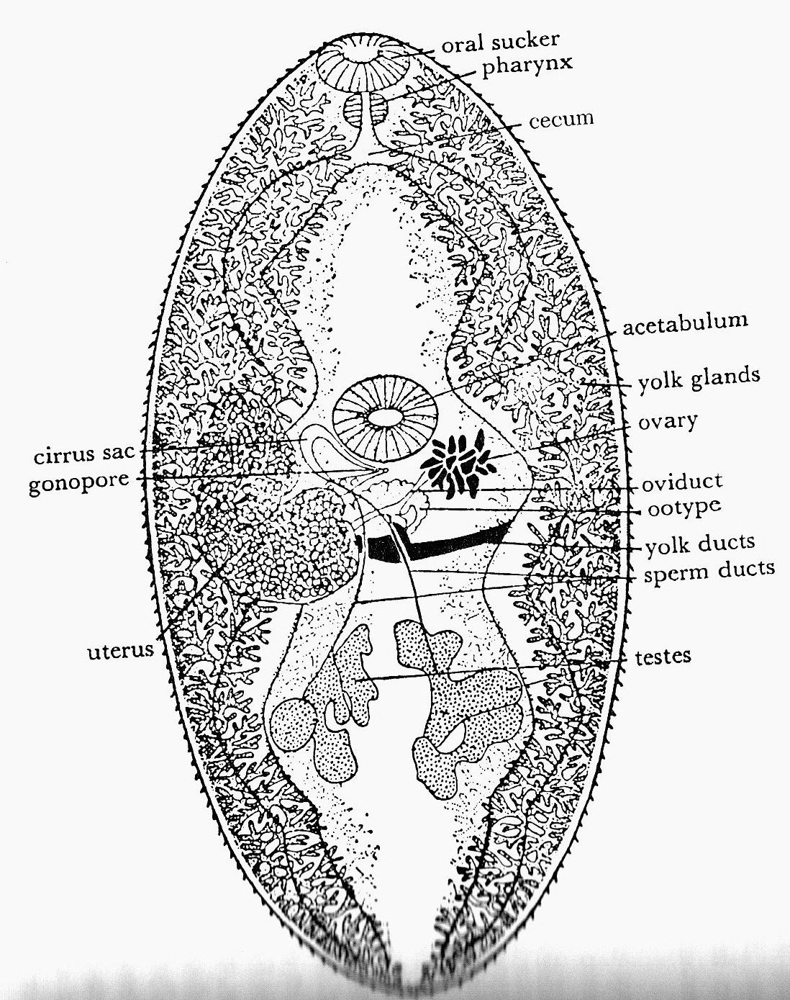 oral sucker
pharynx
cecum
acetabulum
yolk glands
ovary
cirrus sac
gonopore
oviduct
ootype
yolk ducts
sperm ducts
uterus
testes